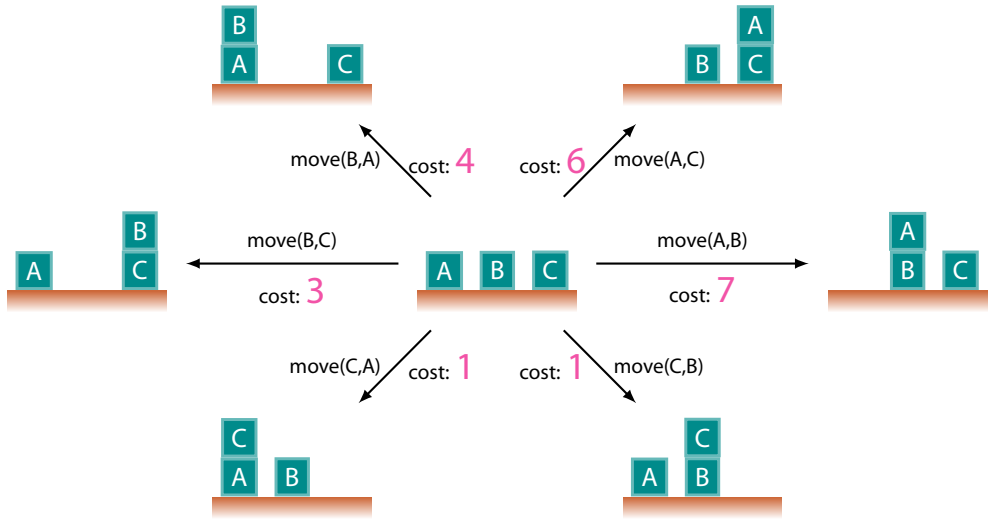 B
A
C
A
B
C
move(B,A)
cost: 4
cost: 6
move(A,C)
B
A
C
move(B,C)
cost: 3
A
B
C
move(A,B)
cost: 7
A
B
C
move(C,A)
cost: 1
cost: 1
move(C,B)
C
A
B
C
A
B